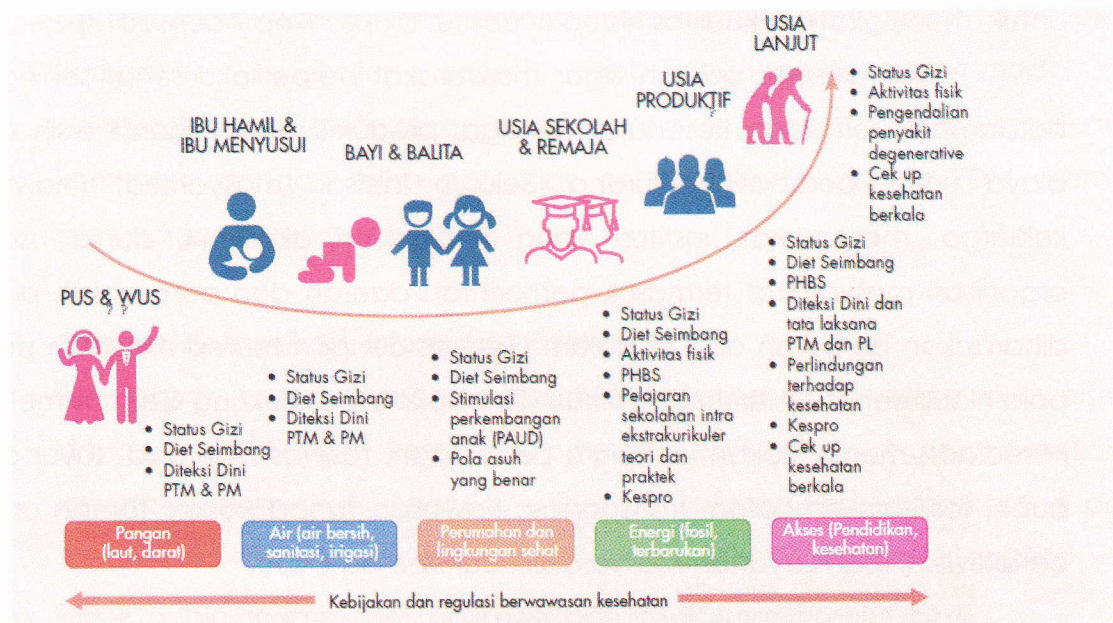 USIA
LANJUT
• Status Gizi
• Aktivitas fisik
• Pengendalian
penyakit
degenerative
• Cek up
kesehatan
berkala
USIA
PRODUKTIF
USIA SEKOLAH
& REMAJA
BAYI & BALITA
IBU HAMIL &
IBU MENYUSUI
PUS & WUS
? ?
• Status Gizi
• Diet Seimbang
• Diteksi Dini
PTM & PM
• Status Gizi
• Diet Seimbang
• Diteksi Dini
PTM & PM
• Status Gizi
• Diet Seimbang
• Stimulasi
perkembangan
anak (PAUD)
• Pola asuh
yang benar
• Status Gizi
• Diet Seimbang
• Aktivitas fisik
• PHBS
• Pelajaran
sekolahan intra
ekstrakurikuler
teori dan
praktek
• Kespro
• Status Gizi
• Diet Seimbang
• PHBS
• Diteksi Dini dan
tata laksana
PTM dan PL
• Perlindungan
terhadap
kesehatan
• Kespro
• Cek up
kesehatan
berkala
Pangan
(laut, darat)
Air (air bersih,
sanitasi, irigasi)
Perumahan dan
lingkungan sehat
Energi (fosil,
terbarukan)
Akses (Pendidikan,
kesehatan)
Kebijakan dan regulasi berwawasan kesehatan